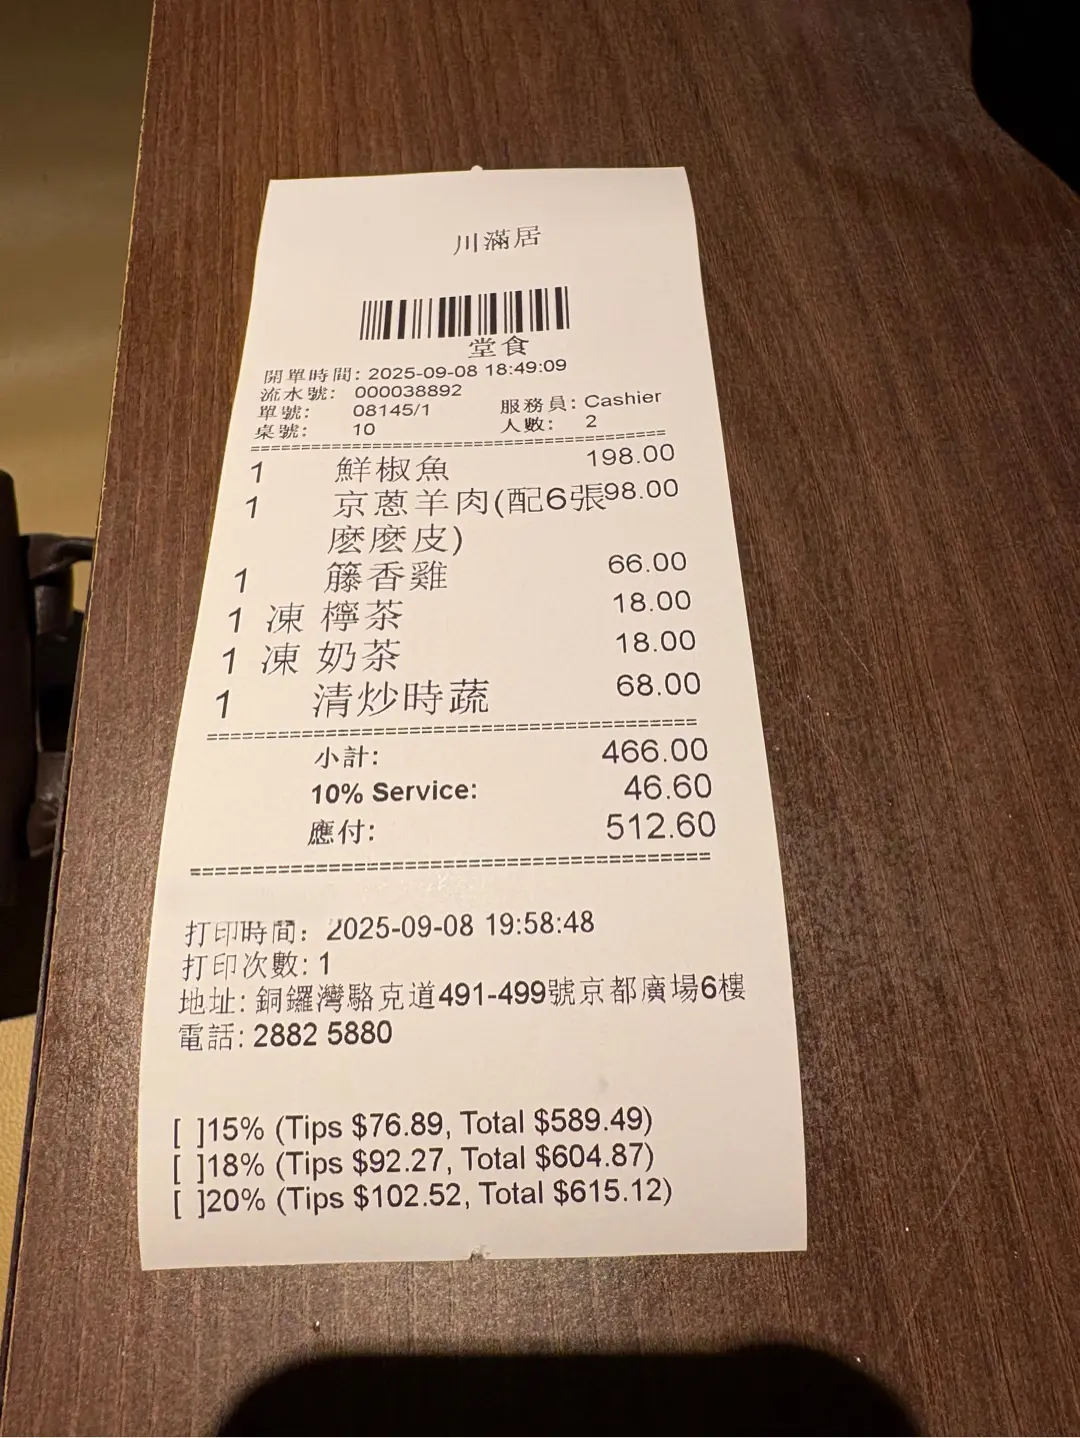 川滿居
堂食
開單時間: 2025-09-08 18:49:09
流水號: 000038892
單號: 08145/1 服務員: Cashier
桌號: 10 人數: 2
===========================================
1 鮮椒魚 198.00
1 京蔥羊肉(配6張 98.00
麽麽皮)
1 籐香雞 66.00
1 凍 檸茶 18.00
1 凍 奶茶 18.00
1 清炒時蔬 68.00
===========================================
小計: 466.00
10% Service: 46.60
應付: 512.60
===========================================
打印時間: 2025-09-08 19:58:48
打印次數: 1
地址: 銅鑼灣駱克道491-499號京都廣場6樓
電話: 2882 5880
[ ]15% (Tips $76.89, Total $589.49)
[ ]18% (Tips $92.27, Total $604.87)
[ ]20% (Tips $102.52, Total $615.12)